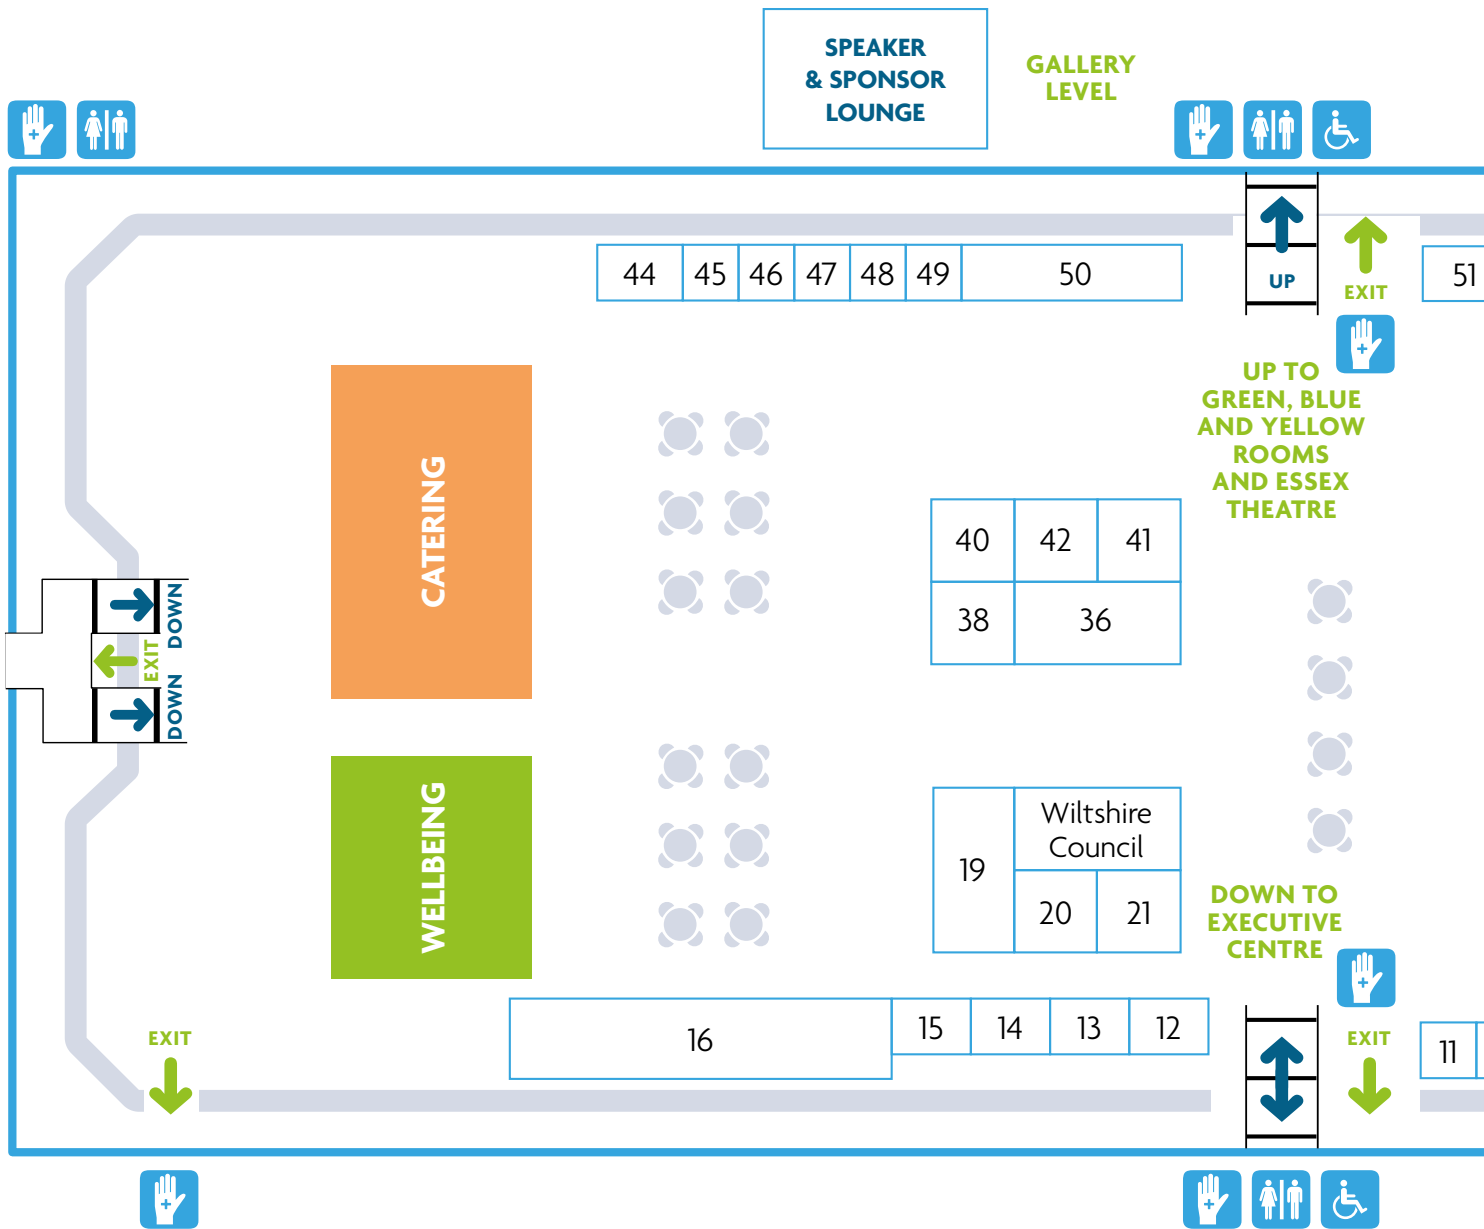 SPEAKER
& SPONSOR
LOUNGE
GALLERY
LEVEL
44
45
46
47
48
49
50
UP
EXIT
51
UP TO
GREEN, BLUE
AND YELLOW
ROOMS
AND ESSEX
THEATRE
CATERING
40
42
41
38
36
DOWN
EXIT
DOWN
WELLBEING
Wiltshire
Council
19
20
21
DOWN TO
EXECUTIVE
CENTRE
EXIT
16
15
14
13
12
EXIT
11